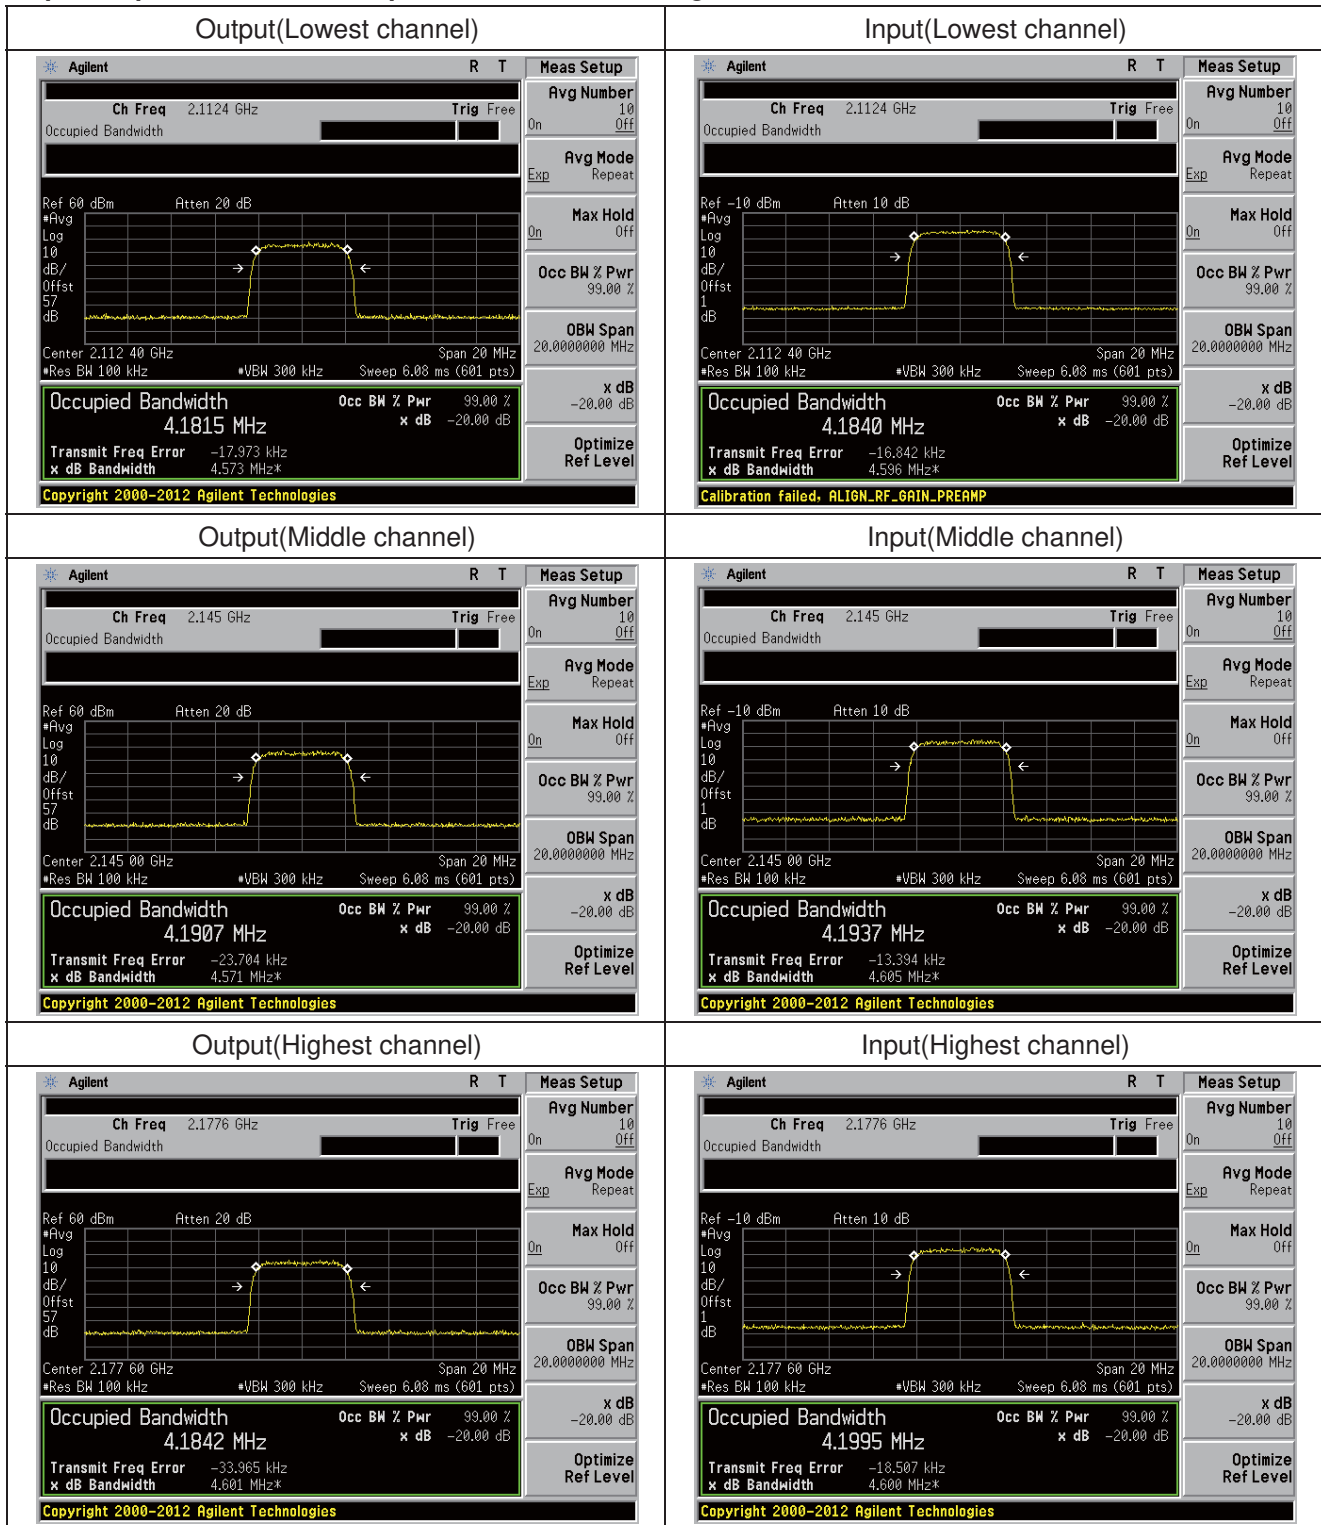 Output(Lowest channel)
Input(Lowest channel)
Agilent R T Meas Setup
Ch Freq 2.1124 GHz Trig Free
Occupied Bandwidth
Avg Number
10
On Off
Avg Mode
Exp Repeat
Max Hold
On Off
Occ BW % Pwr
99.00 %
OBW Span
20.0000000 MHz
x dB
-20.00 dB
Optimize
Ref Level
Ref 60 dBm Atten 20 dB
#Avg
Log
10
dB/
Offst
57
dB
Center 2.112 40 GHz Span 20 MHz
#Res BW 100 kHz #VBW 300 kHz Sweep 6.08 ms (601 pts)
Occupied Bandwidth Occ BW % Pwr 99.00 %
4.1815 MHz x dB -20.00 dB
Transmit Freq Error -17.973 kHz
x dB Bandwidth 4.573 MHz*
Copyright 2000-2012 Agilent Technologies
Agilent R T Meas Setup
Ch Freq 2.1124 GHz Trig Free
Occupied Bandwidth
Avg Number
10
On Off
Avg Mode
Exp Repeat
Max Hold
On Off
Occ BW % Pwr
99.00 %
OBW Span
20.0000000 MHz
x dB
-20.00 dB
Optimize
Ref Level
Ref -10 dBm Atten 10 dB
#Avg
Log
10
dB/
Offst
1
dB
Center 2.112 40 GHz Span 20 MHz
#Res BW 100 kHz #VBW 300 kHz Sweep 6.08 ms (601 pts)
Occupied Bandwidth Occ BW % Pwr 99.00 %
4.1840 MHz x dB -20.00 dB
Transmit Freq Error -16.842 kHz
x dB Bandwidth 4.596 MHz*
Calibration failed, ALIGN_RF_GAIN_PREAMP
Output(Middle channel)
Input(Middle channel)
Agilent R T Meas Setup
Ch Freq 2.145 GHz Trig Free
Occupied Bandwidth
Avg Number
10
On Off
Avg Mode
Exp Repeat
Max Hold
On Off
Occ BW % Pwr
99.00 %
OBW Span
20.0000000 MHz
x dB
-20.00 dB
Optimize
Ref Level
Ref 60 dBm Atten 20 dB
#Avg
Log
10
dB/
Offst
57
dB
Center 2.145 00 GHz Span 20 MHz
#Res BW 100 kHz #VBW 300 kHz Sweep 6.08 ms (601 pts)
Occupied Bandwidth Occ BW % Pwr 99.00 %
4.1907 MHz x dB -20.00 dB
Transmit Freq Error -23.704 kHz
x dB Bandwidth 4.571 MHz*
Copyright 2000-2012 Agilent Technologies
Agilent R T Meas Setup
Ch Freq 2.145 GHz Trig Free
Occupied Bandwidth
Avg Number
10
On Off
Avg Mode
Exp Repeat
Max Hold
On Off
Occ BW % Pwr
99.00 %
OBW Span
20.0000000 MHz
x dB
-20.00 dB
Optimize
Ref Level
Ref -10 dBm Atten 10 dB
#Avg
Log
10
dB/
Offst
1
dB
Center 2.145 00 GHz Span 20 MHz
#Res BW 100 kHz #VBW 300 kHz Sweep 6.08 ms (601 pts)
Occupied Bandwidth Occ BW % Pwr 99.00 %
4.1937 MHz x dB -20.00 dB
Transmit Freq Error -13.394 kHz
x dB Bandwidth 4.605 MHz*
Copyright 2000-2012 Agilent Technologies
Output(Highest channel)
Input(Highest channel)
Agilent R T Meas Setup
Ch Freq 2.1776 GHz Trig Free
Occupied Bandwidth
Avg Number
10
On Off
Avg Mode
Exp Repeat
Max Hold
On Off
Occ BW % Pwr
99.00 %
OBW Span
20.0000000 MHz
x dB
-20.00 dB
Optimize
Ref Level
Ref 60 dBm Atten 20 dB
#Avg
Log
10
dB/
Offst
57
dB
Center 2.177 60 GHz Span 20 MHz
#Res BW 100 kHz #VBW 300 kHz Sweep 6.08 ms (601 pts)
Occupied Bandwidth Occ BW % Pwr 99.00 %
4.1842 MHz x dB -20.00 dB
Transmit Freq Error -33.965 kHz
x dB Bandwidth 4.601 MHz*
Copyright 2000-2012 Agilent Technologies
Agilent R T Meas Setup
Ch Freq 2.1776 GHz Trig Free
Occupied Bandwidth
Avg Number
10
On Off
Avg Mode
Exp Repeat
Max Hold
On Off
Occ BW % Pwr
99.00 %
OBW Span
20.0000000 MHz
x dB
-20.00 dB
Optimize
Ref Level
Ref -10 dBm Atten 10 dB
#Avg
Log
10
dB/
Offst
1
dB
Center 2.177 60 GHz Span 20 MHz
#Res BW 100 kHz #VBW 300 kHz Sweep 6.08 ms (601 pts)
Occupied Bandwidth Occ BW % Pwr 99.00 %
4.1995 MHz x dB -20.00 dB
Transmit Freq Error -18.507 kHz
x dB Bandwidth 4.600 MHz*
Copyright 2000-2012 Agilent Technologies